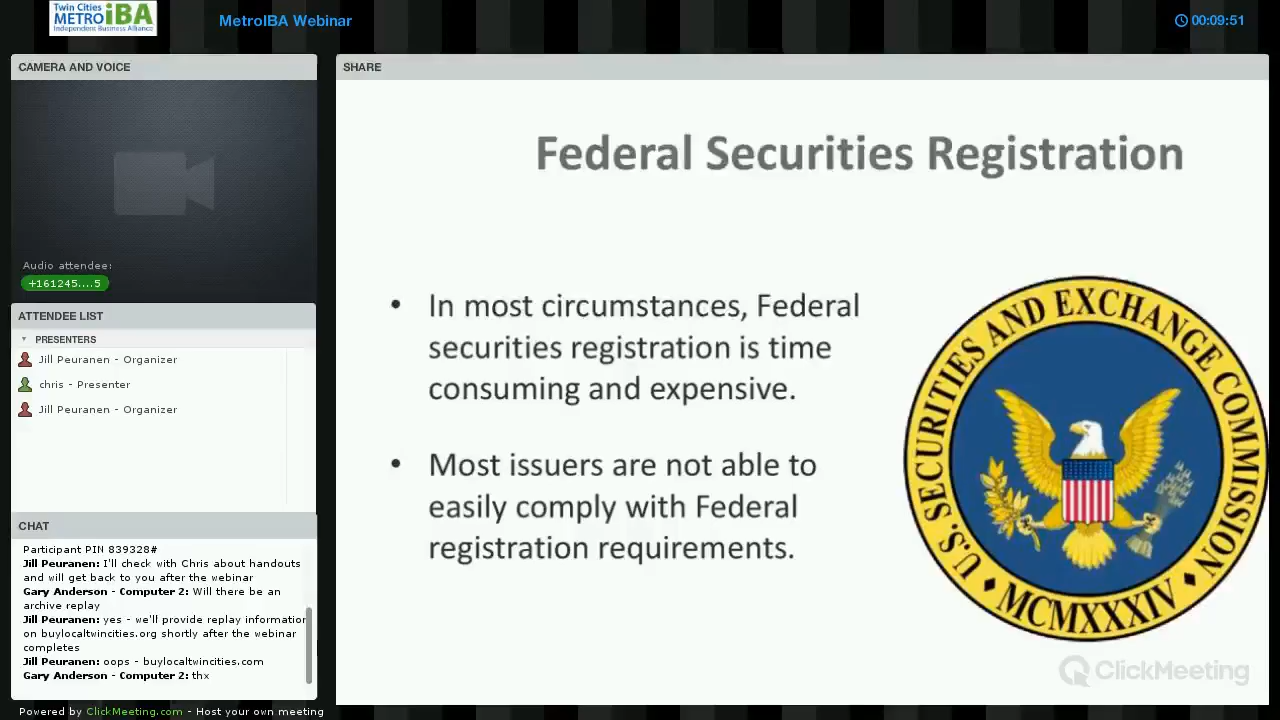 Twin Cities
METROIBA
Independent Business Alliance
MetroIBA Webinar
00:09:51
CAMERA AND VOICE
Audio attendee:
+161245....5
ATTENDEE LIST
PRESENTERS
Jill Peuranen - Organizer
chris - Presenter
Jill Peuranen - Organizer
CHAT
Participant PIN 839328#
Jill Peuranen: I'll check with Chris about handouts
and will get back to you after the webinar
Gary Anderson - Computer 2: Will there be an
archive replay
Jill Peuranen: yes - we'll provide replay information
on buylocaltwincities.org shortly after the webinar
completes
Jill Peuranen: oops - buylocaltwincities.com
Gary Anderson - Computer 2: thx
Powered by ClickMeeting.com - Host your own meeting
SHARE
Federal Securities Registration
• In most circumstances, Federal
securities registration is time
consuming and expensive.
• Most issuers are not able to
easily comply with Federal
registration requirements.
U.S. SECURITIES AND EXCHANGE COMMISSION
MCMXXXIV
ClickMeeting